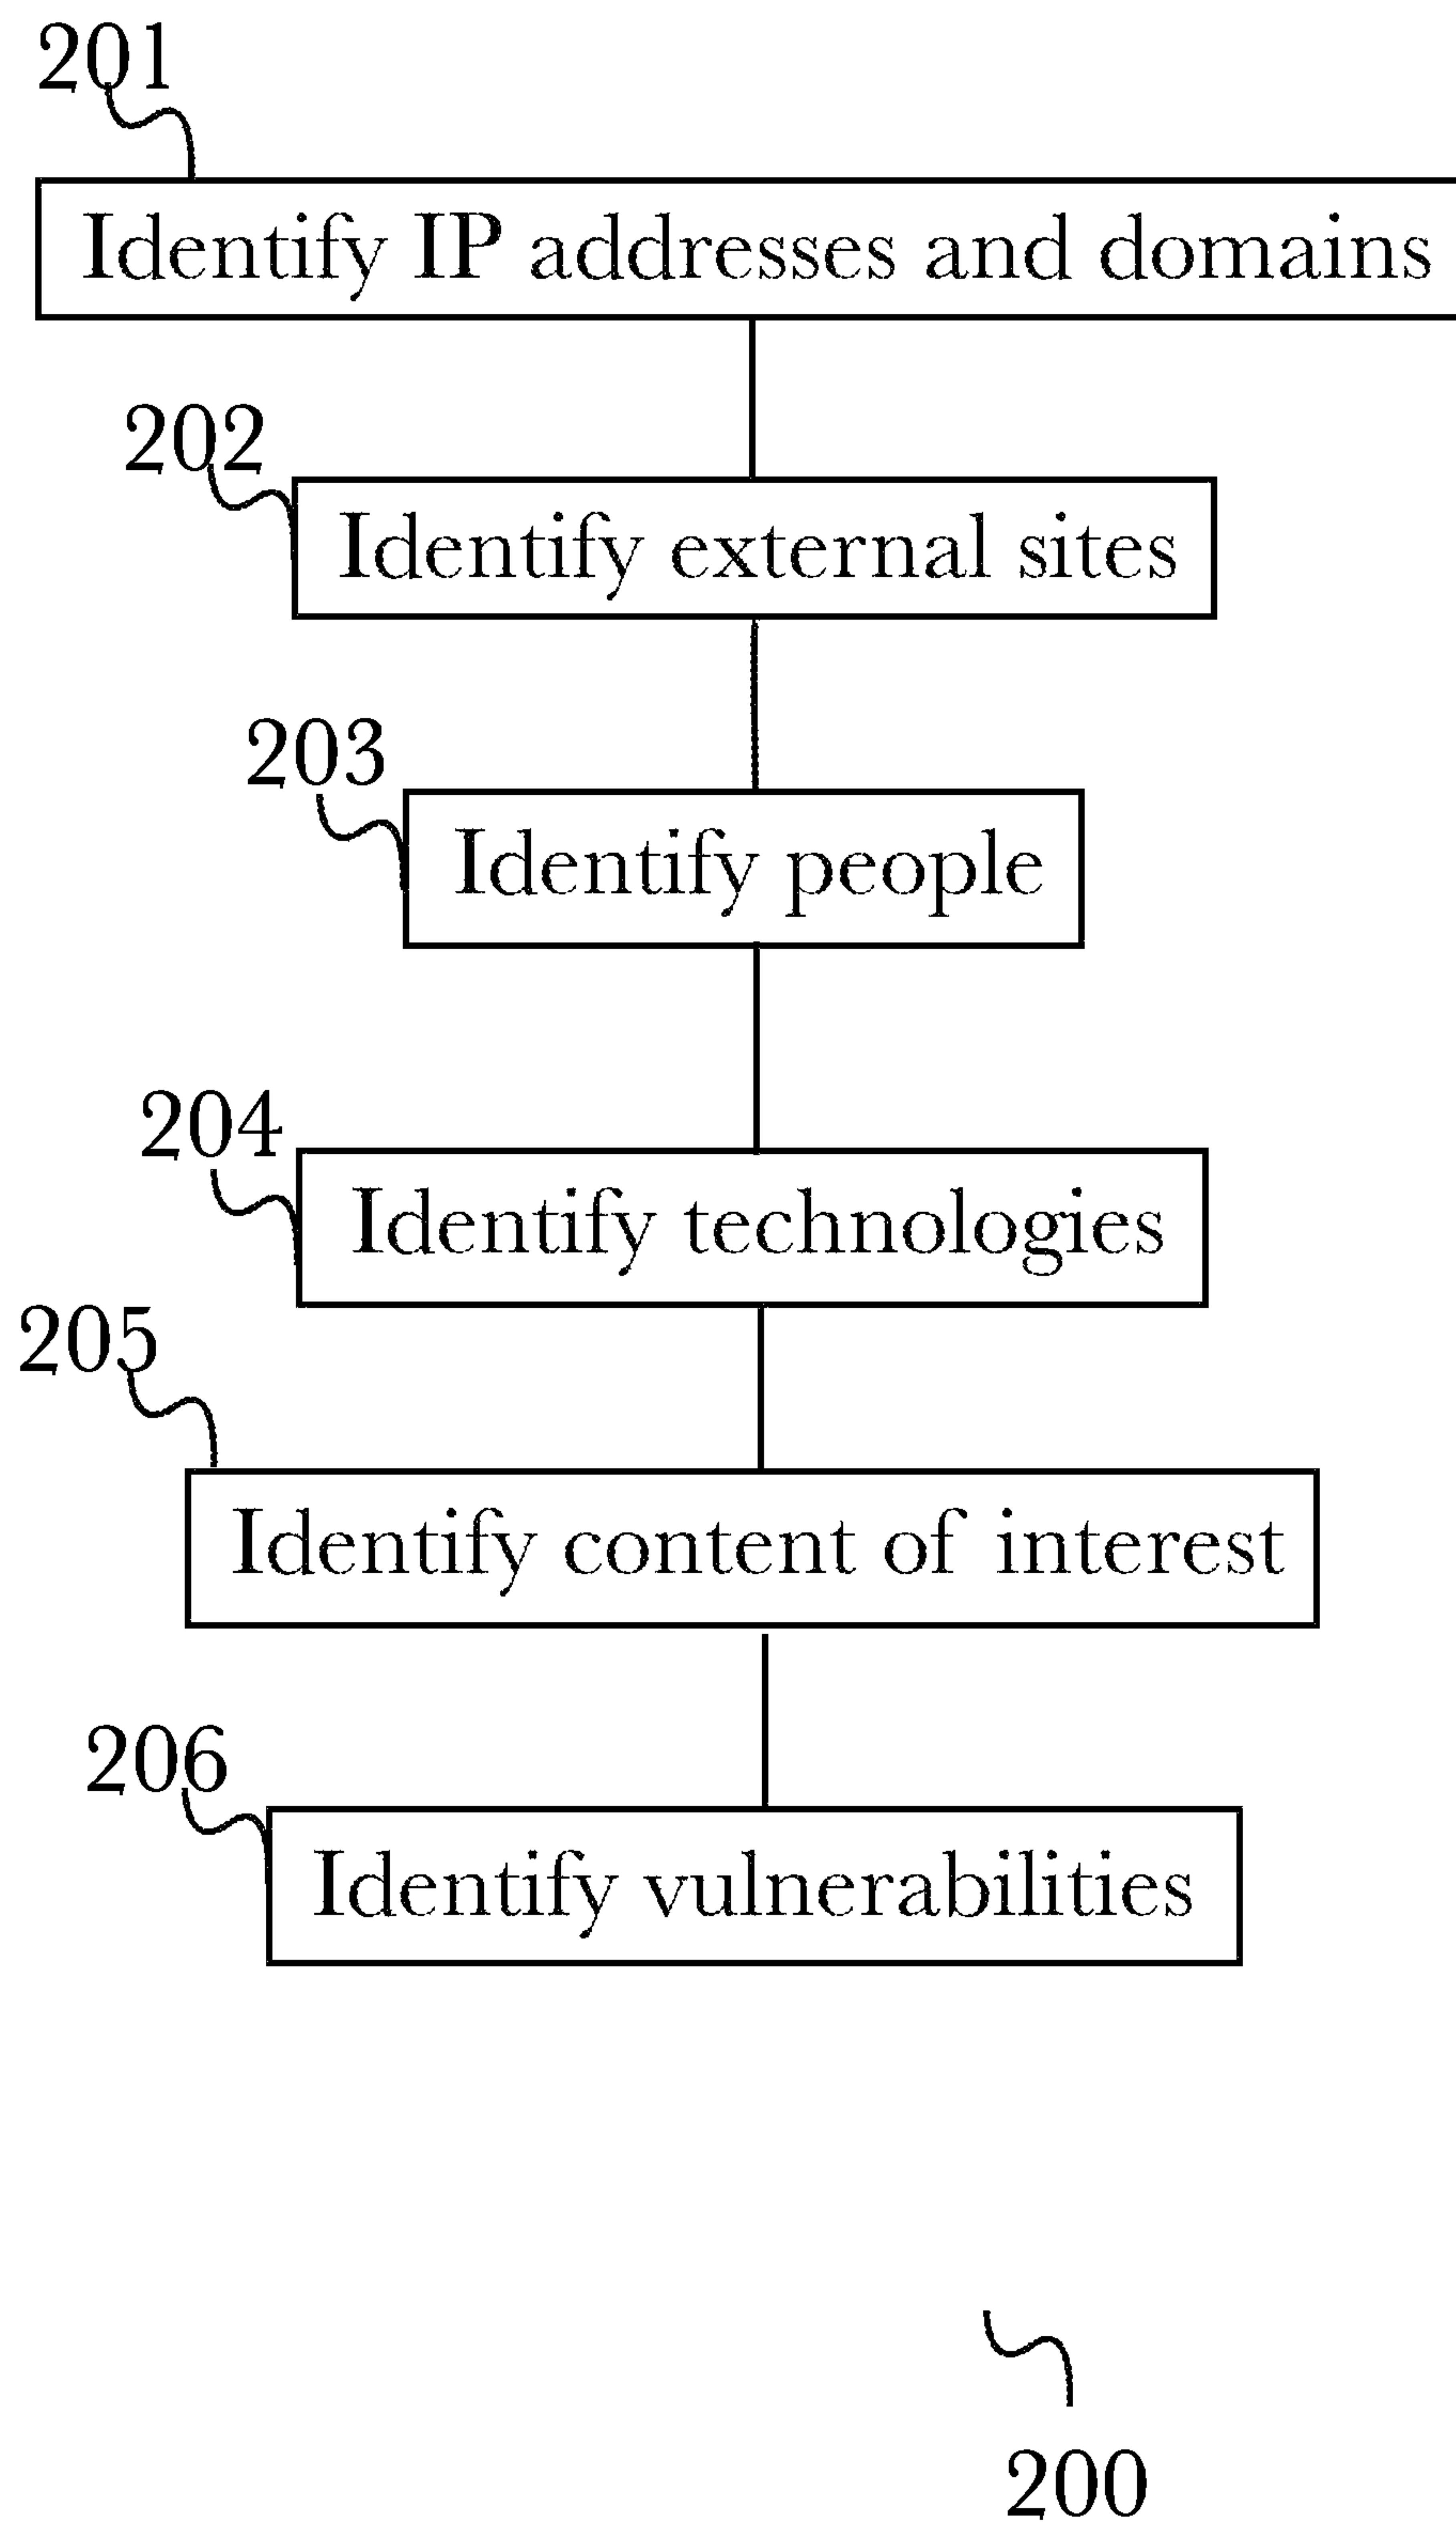 201
Identify IP addresses and domains
202
Identify external sites
203
Identify people
204
Identify technologies
205
Identify content of interest
206
Identify vulnerabilities
200